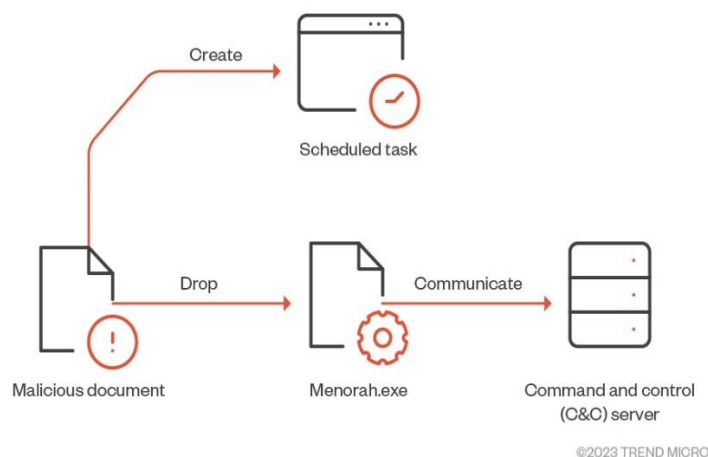 Create
Scheduled task
Drop
Communicate
Malicious document
Menorah.exe
Command and control
(C&C) server
©2023 TREND MICRO